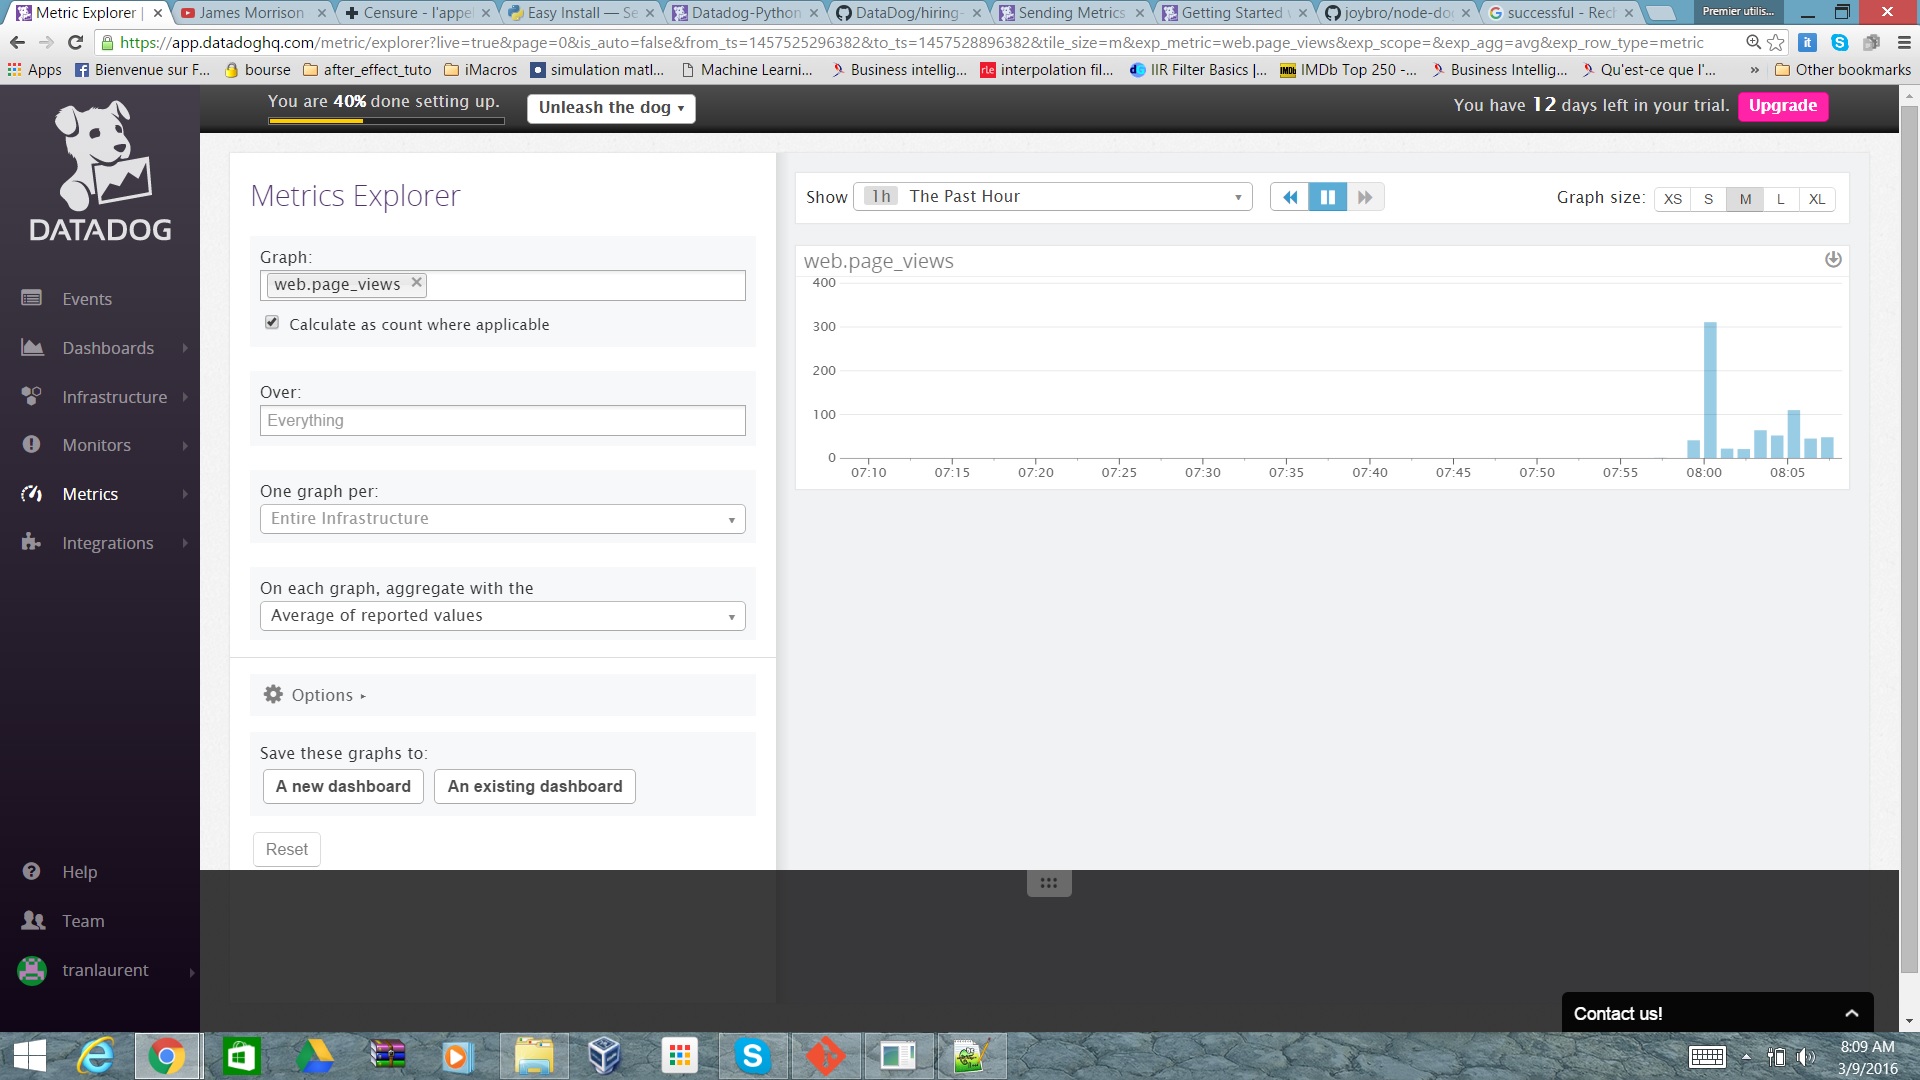 Metric Explorer |
James Morrison
Censure - l'appel
Easy Install — Se
Datadog-Python
DataDog/hiring-
Sending Metrics
Getting Started
joybro/node-do
successful - Rech
Premier utilis...
https://app.datadoghq.com/metric/explorer?live=true&page=0&is_auto=false&from_ts=1457525296382&to_ts=1457528896382&tile_size=m&exp_metric=web.page_views&exp_scope=&exp_agg=avg&exp_row_type=metric
Apps
Bienvenue sur F...
bourse
after_effect_tuto
iMacros
simulation matl...
Machine Learni...
Business intellig...
rle interpolation fil...
IIR Filter Basics |...
IMDb IMDb Top 250 -...
Business Intellig...
Qu'est-ce que l'...
»
Other bookmarks
You are 40% done setting up.
Unleash the dog
You have 12 days left in your trial.
Upgrade
DATADOG
Events
Dashboards
Infrastructure
Monitors
Metrics
Integrations
Help
Team
tranlaurent
Metrics Explorer
Graph:
web.page_views
Calculate as count where applicable
Over:
Everything
One graph per:
Entire Infrastructure
On each graph, aggregate with the
Average of reported values
Options
Save these graphs to:
A new dashboard
An existing dashboard
Reset
Show 1h The Past Hour
Graph size: XS S M L XL
web.page_views
400
300
200
100
0
07:10 07:15 07:20 07:25 07:30 07:35 07:40 07:45 07:50 07:55 08:00 08:05
Contact us!
8:09 AM
3/9/2016